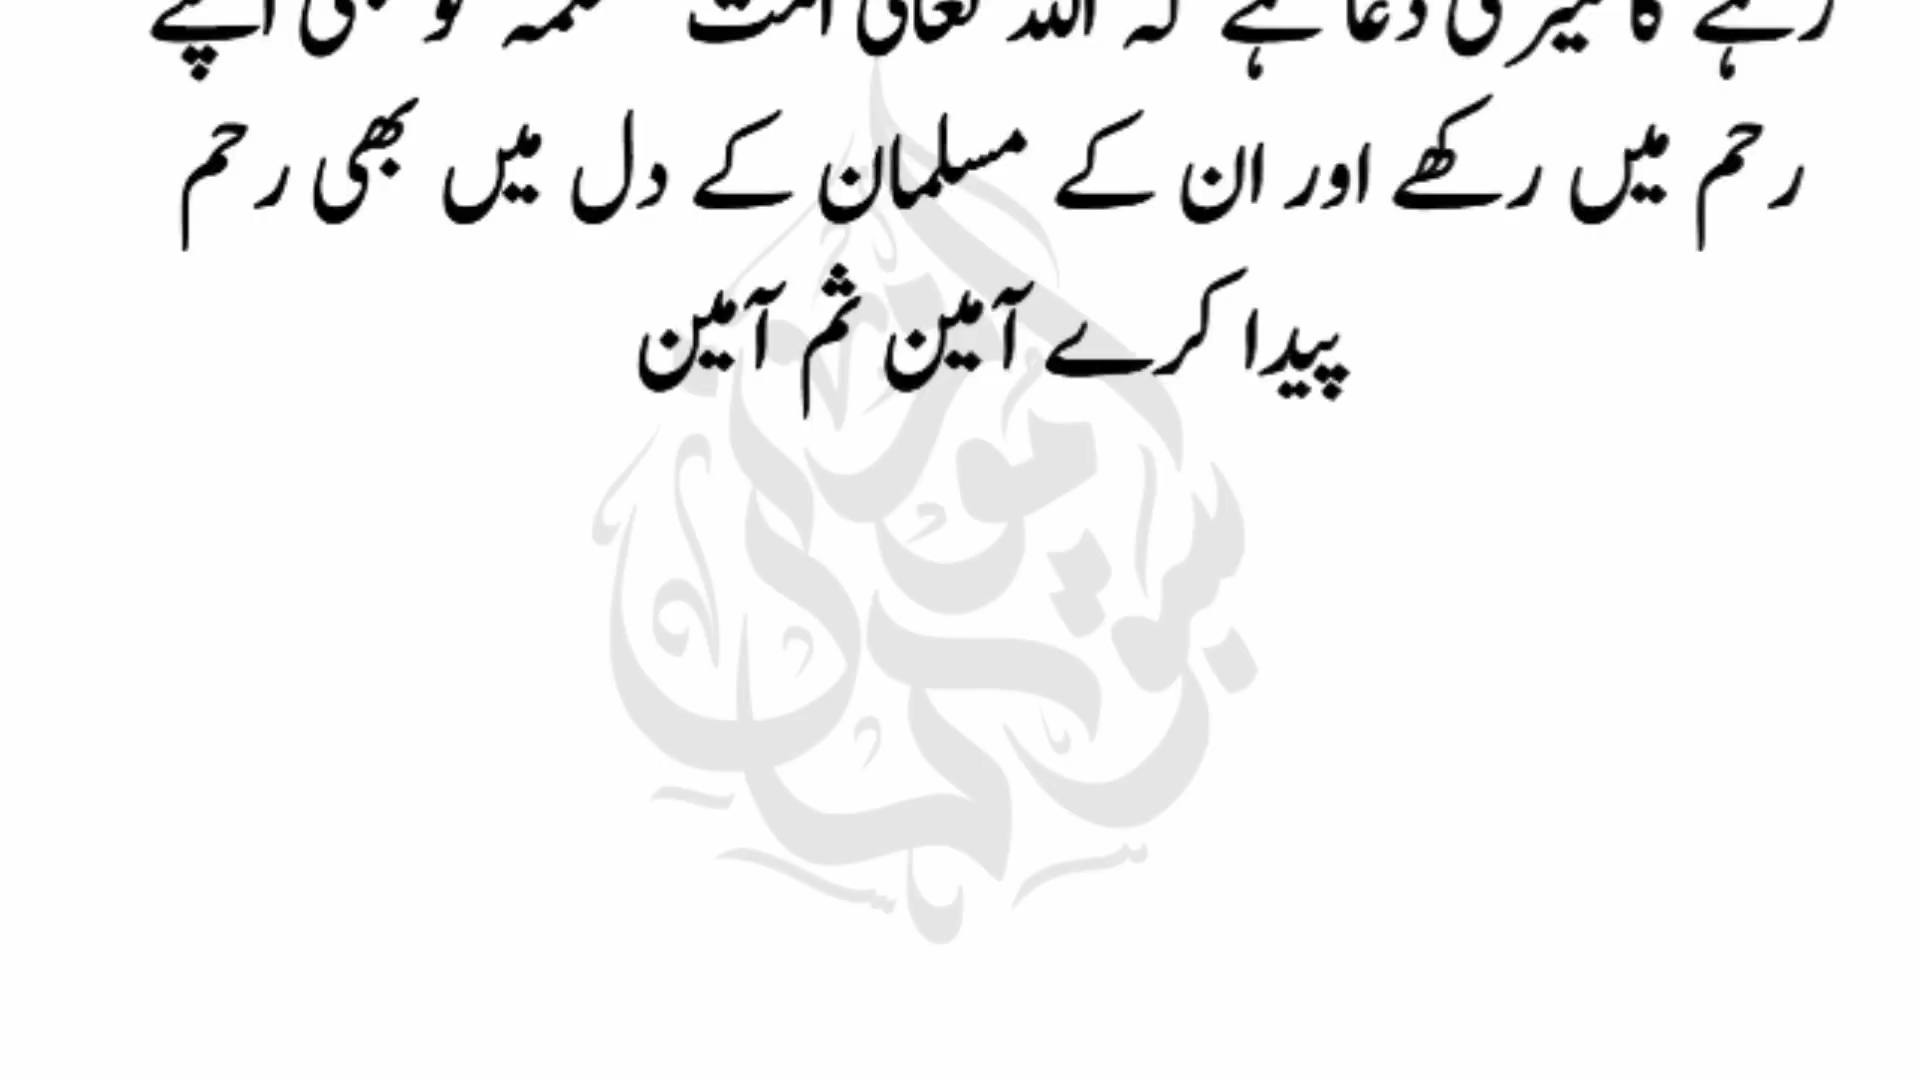 رہے گا میری دعا ہے کہ اللہ تعالی امت مسلمہ کو بھی اپنے
رحم میں رکھے اور ان کے مسلمان کے دل میں بھی رحم
پیدا کرے آمین ثم آمین